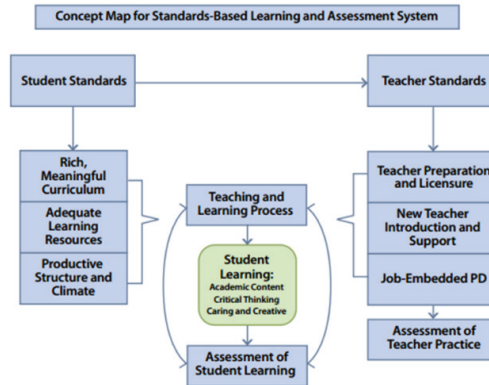 Concept Map for Standards-Based Learning and Assessment System
Student Standards
Teacher Standards
Rich,
Meaningful
Curriculum
Adequate
Learning
Resources
Productive
Structure and
Climate
Teaching and
Learning Process
Student
Learning:
Academic Content
Critical Thinking
Caring and Creative
Assessment of
Student Learning
Teacher Preparation
and Licensure
New Teacher
Introduction and
Support
Job-Embedded PD
Assessment of
Teacher Practice